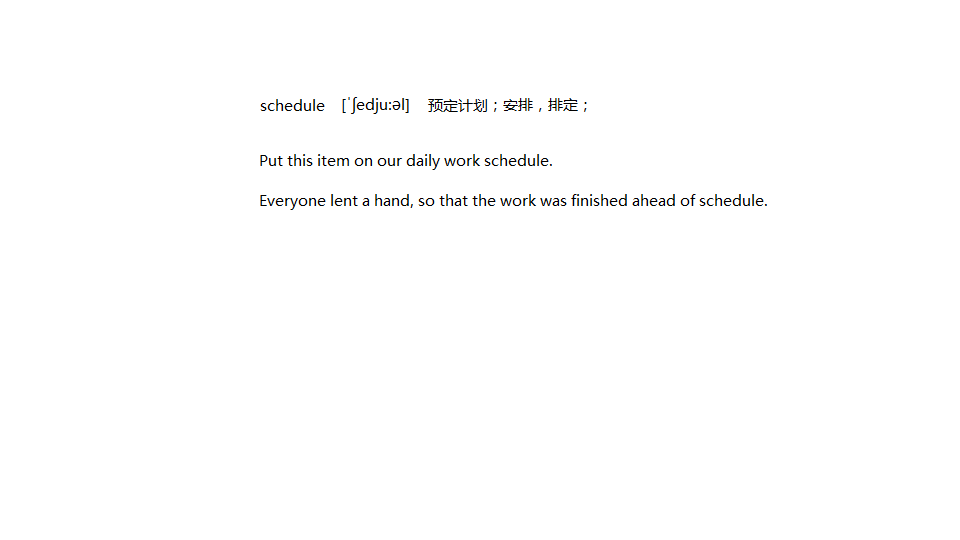 schedule [ˈʃedju:əl] 预定计划；安排，排定；
Put this item on our daily work schedule.
Everyone lent a hand, so that the work was finished ahead of schedule.